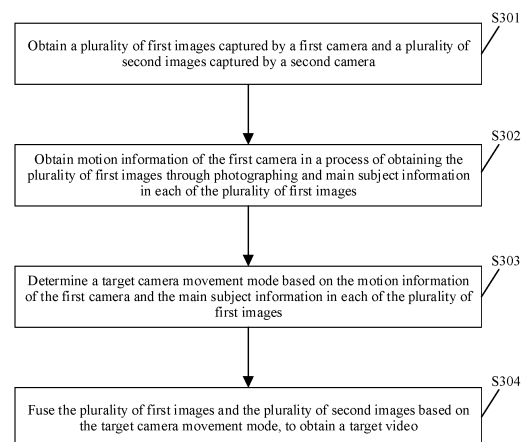 S301
Obtain a plurality of first images captured by a first camera and a plurality of
second images captured by a second camera
S302
Obtain motion information of the first camera in a process of obtaining the
plurality of first images through photographing and main subject information
in each of the plurality of first images
S303
Determine a target camera movement mode based on the motion information
of the first camera and the main subject information in each of the plurality of
first images
S304
Fuse the plurality of first images and the plurality of second images based on
the target camera movement mode, to obtain a target video